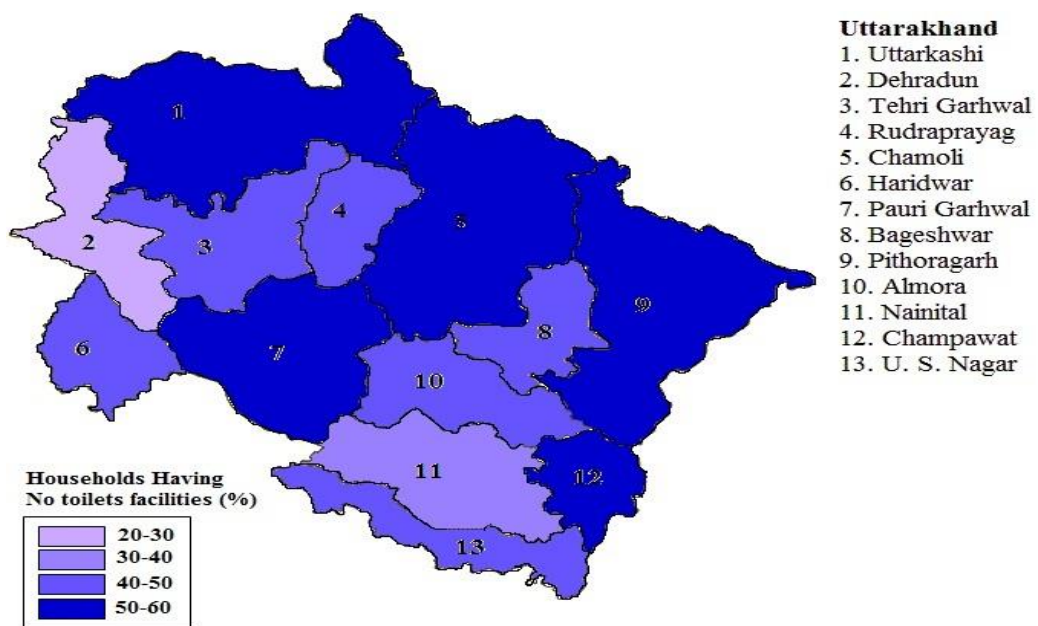 Uttarakhand
1. Uttarkashi
2. Dehradun
3. Tehri Garhwal
4. Rudraprayag
5. Chamoli
6. Haridwar
7. Pauri Garhwal
8. Bageshwar
9. Pithoragarh
10. Almora
11. Nainital
12. Champawat
13. U. S. Nagar
1
2
3
4
5
6
7
8
9
10
11
12
13
Households Having
No toilets facilities (%)
20-30
30-40
40-50
50-60